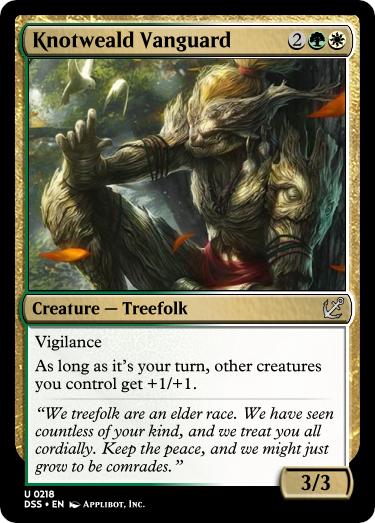 Knotweald Vanguard 2
Creature — Treefolk
Vigilance
As long as it's your turn, other creatures
you control get +1/+1.
"We treefolk are an elder race. We have seen
countless of your kind, and we treat you all
cordially. Keep the peace, and we might just
grow to be comrades."
3/3
U 0218
DSS • EN Applibot, Inc.